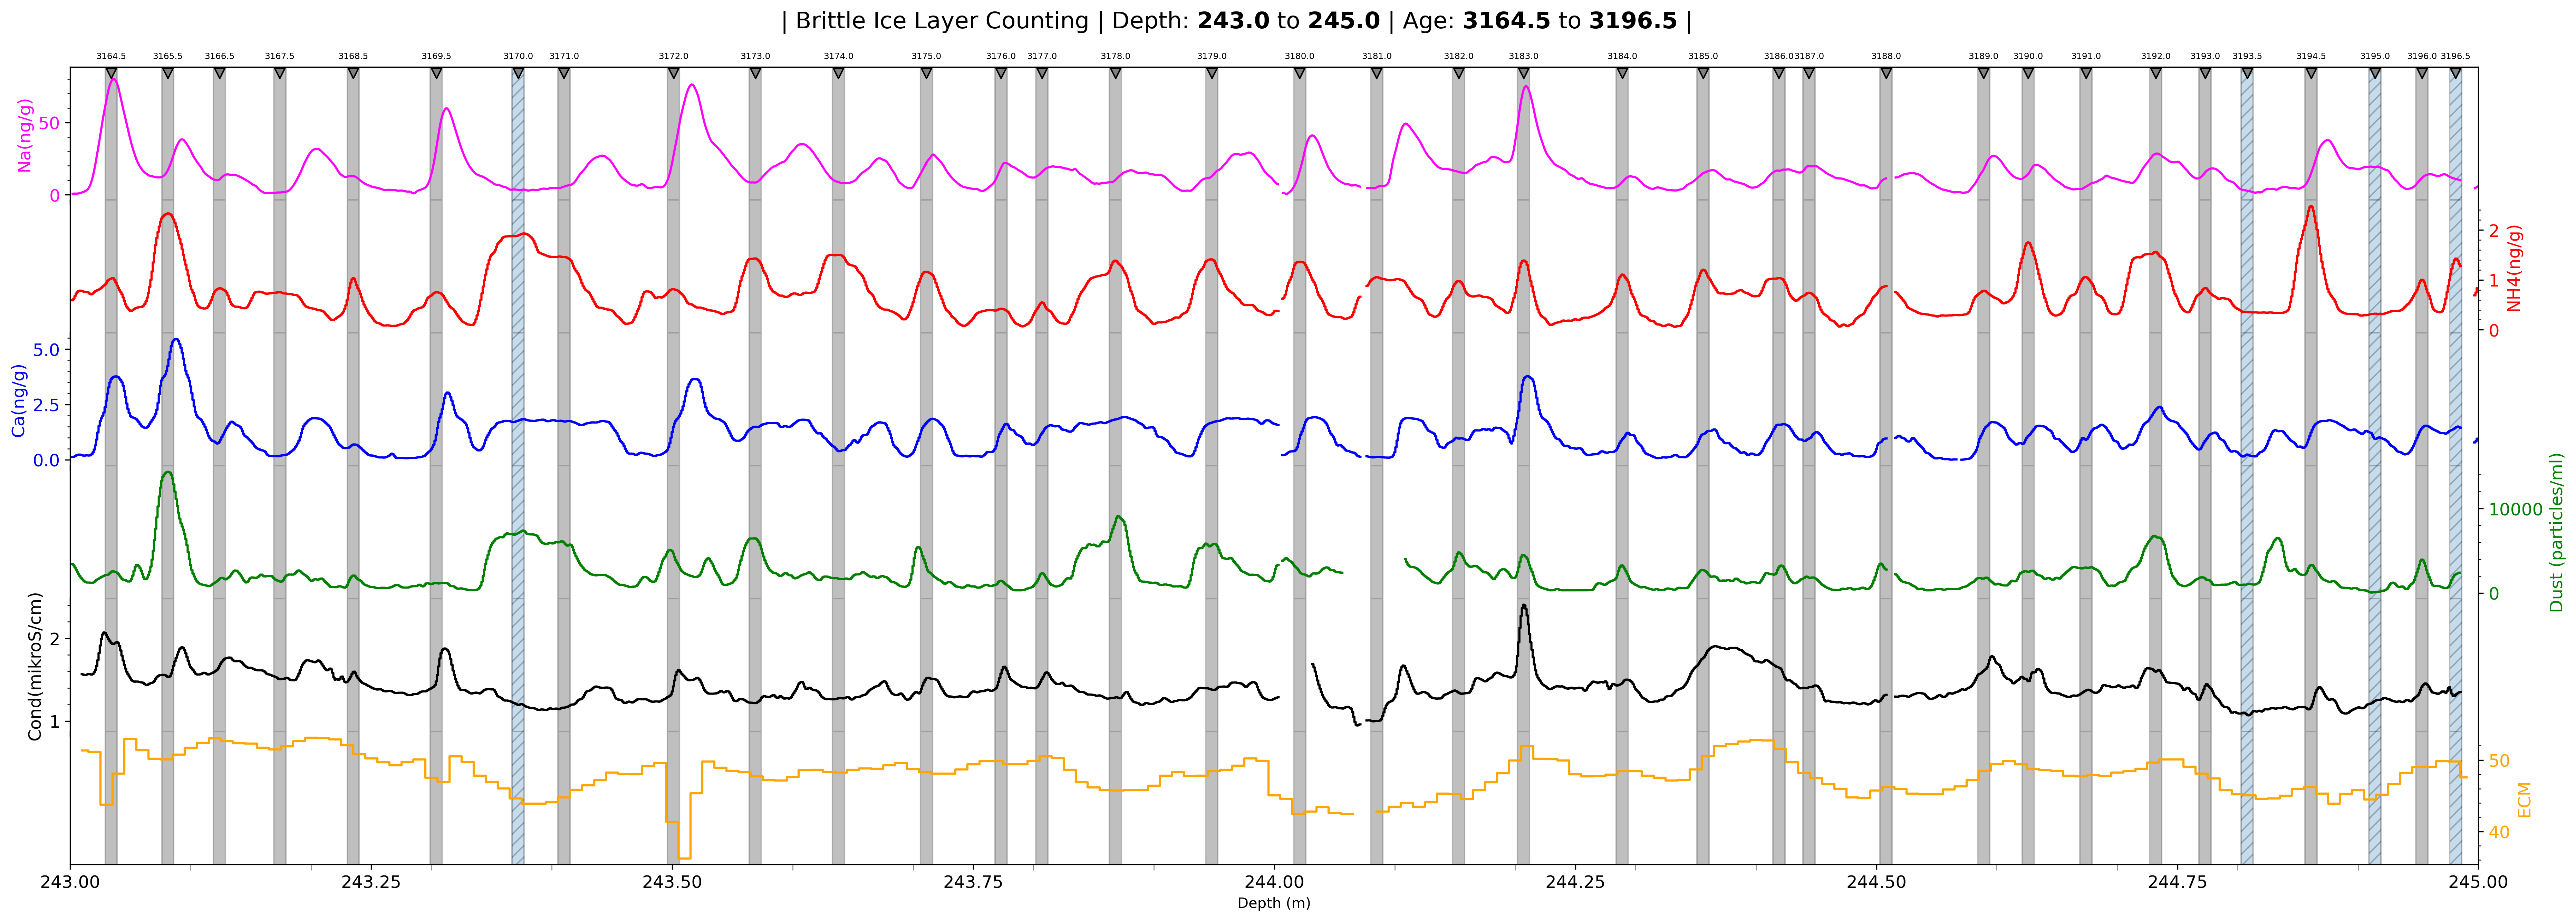 | Brittle Ice Layer Counting | Depth: 243.0 to 245.0 | Age: 3164.5 to 3196.5 |
3164.5 3165.5 3166.5 3167.5 3168.5 3169.5 3170.0 3171.0 3172.0 3173.0 3174.0 3175.0 3176.0 3177.0 3178.0 3179.0 3180.0 3181.0 3182.0 3183.0 3184.0 3185.0 3186.0 3187.0 3188.0 3189.0 3190.0 3191.0 3192.0 3193.0 3193.5 3194.5 3195.0 3196.0 3196.5
Na(ng/g)
50
0
NH4(ng/g)
2
1
0
Ca(ng/g)
5.0
2.5
0.0
Dust (particles/ml)
10000
0
Cond(mikroS/cm)
2
1
ECM
50
40
243.00 243.25 243.50 243.75 244.00 244.25 244.50 244.75 245.00
Depth (m)